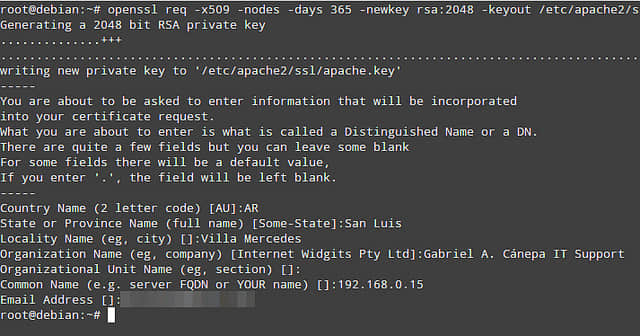 root@debian:~# openssl req -x509 -nodes -days 365 -newkey rsa:2048 -keyout /etc/apache2/s
Generating a 2048 bit RSA private key
..............+++
................................................................................
writing new private key to '/etc/apache2/ssl/apache.key'
-----
You are about to be asked to enter information that will be incorporated
into your certificate request.
What you are about to enter is what is called a Distinguished Name or a DN.
There are quite a few fields but you can leave some blank
For some fields there will be a default value,
If you enter '.', the field will be left blank.
-----
Country Name (2 letter code) [AU]:AR
State or Province Name (full name) [Some-State]:San Luis
Locality Name (eg, city) []:Villa Mercedes
Organization Name (eg, company) [Internet Widgits Pty Ltd]:Gabriel A. Cánepa IT Support
Organizational Unit Name (eg, section) []:
Common Name (e.g. server FQDN or YOUR name) []:192.168.0.15
Email Address []:
root@debian:~#